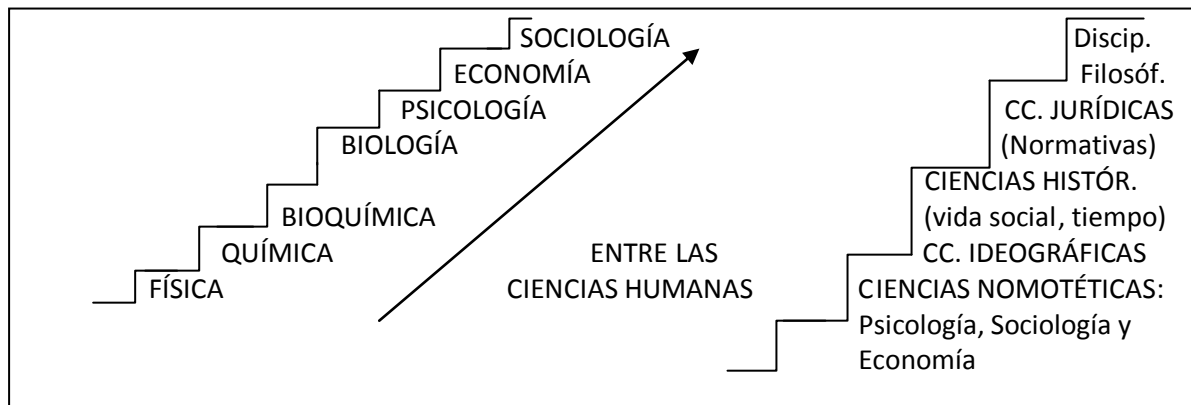 SOCIOLOGÍA
ECONOMÍA
PSICOLOGÍA
BIOLOGÍA
BIOQUÍMICA
QUÍMICA
FÍSICA
ENTRE LAS
CIENCIAS HUMANAS
Discip.
Filosóf.
CC. JURÍDICAS
(Normativas)
CIENCIAS HISTÓR.
(vida social, tiempo)
CC. IDEOGRÁFICAS
CIENCIAS NOMOTÉTICAS:
Psicología, Sociología y
Economía